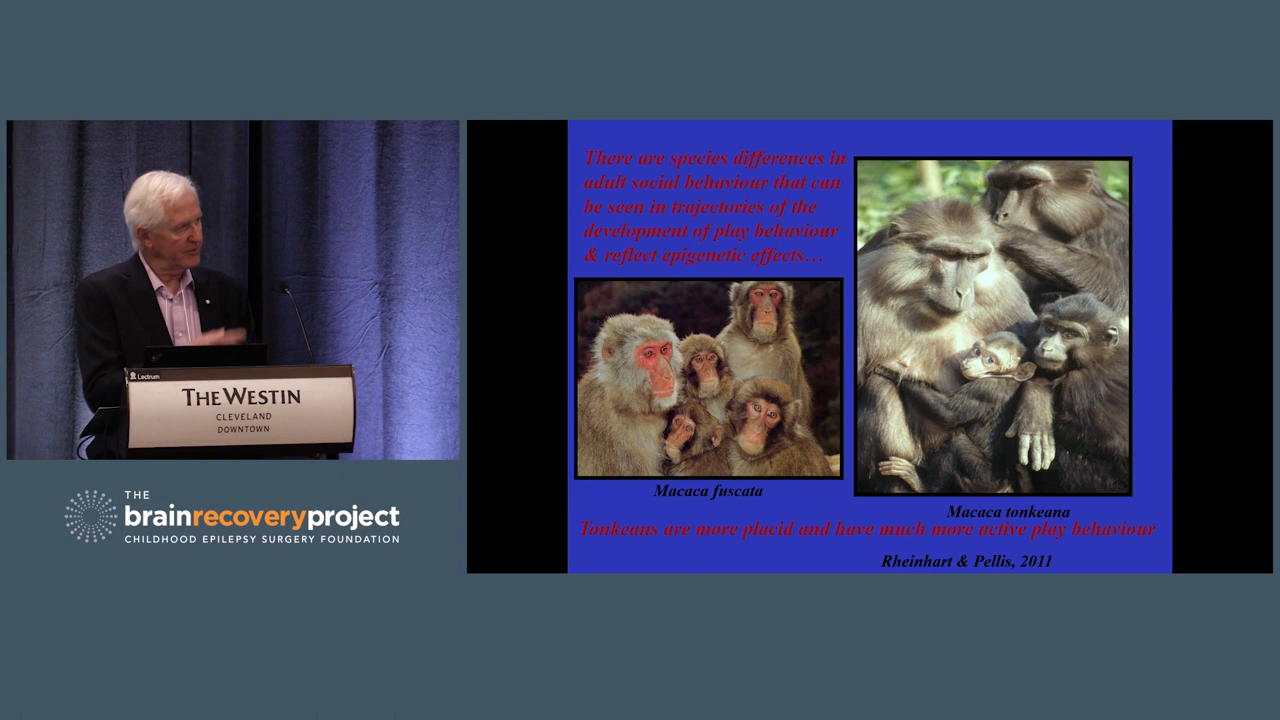 Lectrum
THE WESTIN
CLEVELAND
DOWNTOWN
THE
brainrecoveryproject
CHILDHOOD EPILEPSY SURGERY FOUNDATION
There are species differences in
adult social behaviour that can
be seen in trajectories of the
development of play behaviour
& reflect epigenetic effects…
Macaca fuscata
Macaca tonkeana
Tonkeans are more placid and have much more active play behaviour
Rheinhart & Pellis, 2011